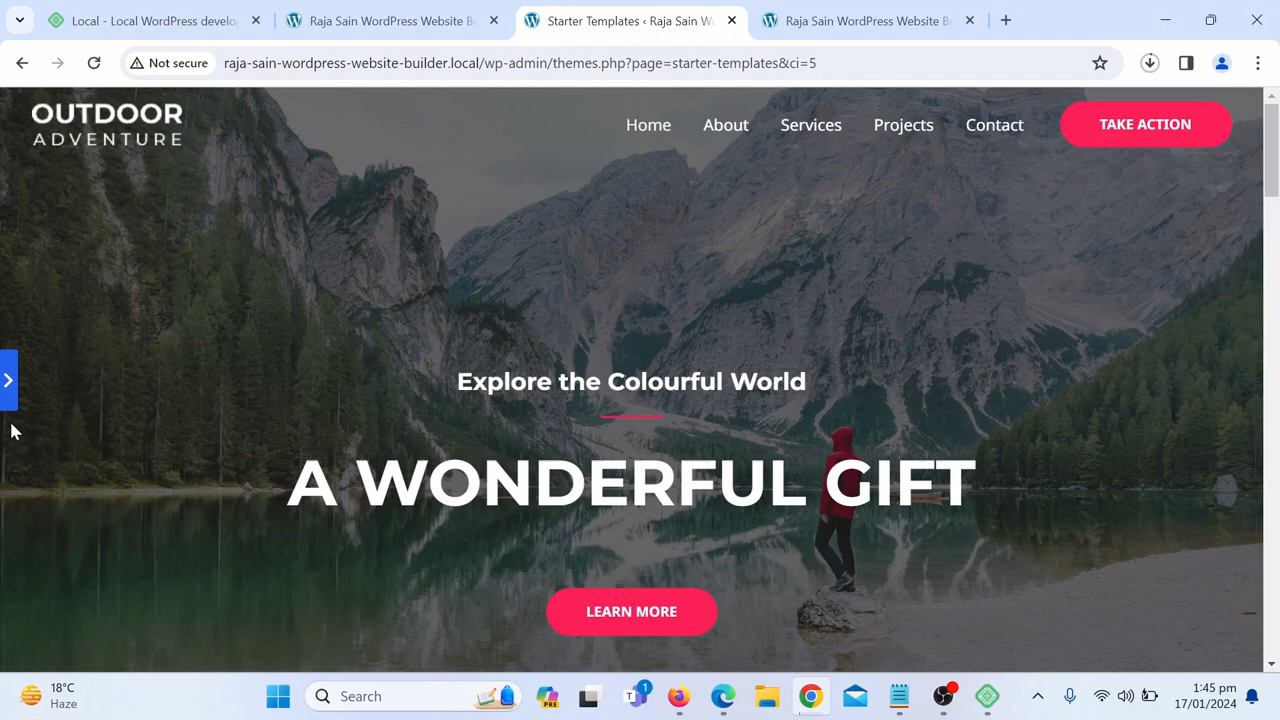 Local - Local WordPress develo
Raja Sain WordPress Website Bu
Starter Templates ‹ Raja Sain W
Raja Sain WordPress Website B
Not secure
raja-sain-wordpress-website-builder.local/wp-admin/themes.php?page=starter-templates&ci=5
OUTDOOR
ADVENTURE
Home
About
Services
Projects
Contact
TAKE ACTION
Explore the Colourful World
A WONDERFUL GIFT
LEARN MORE
18°C
Haze
Search
PRE
1
1:45 pm
17/01/2024